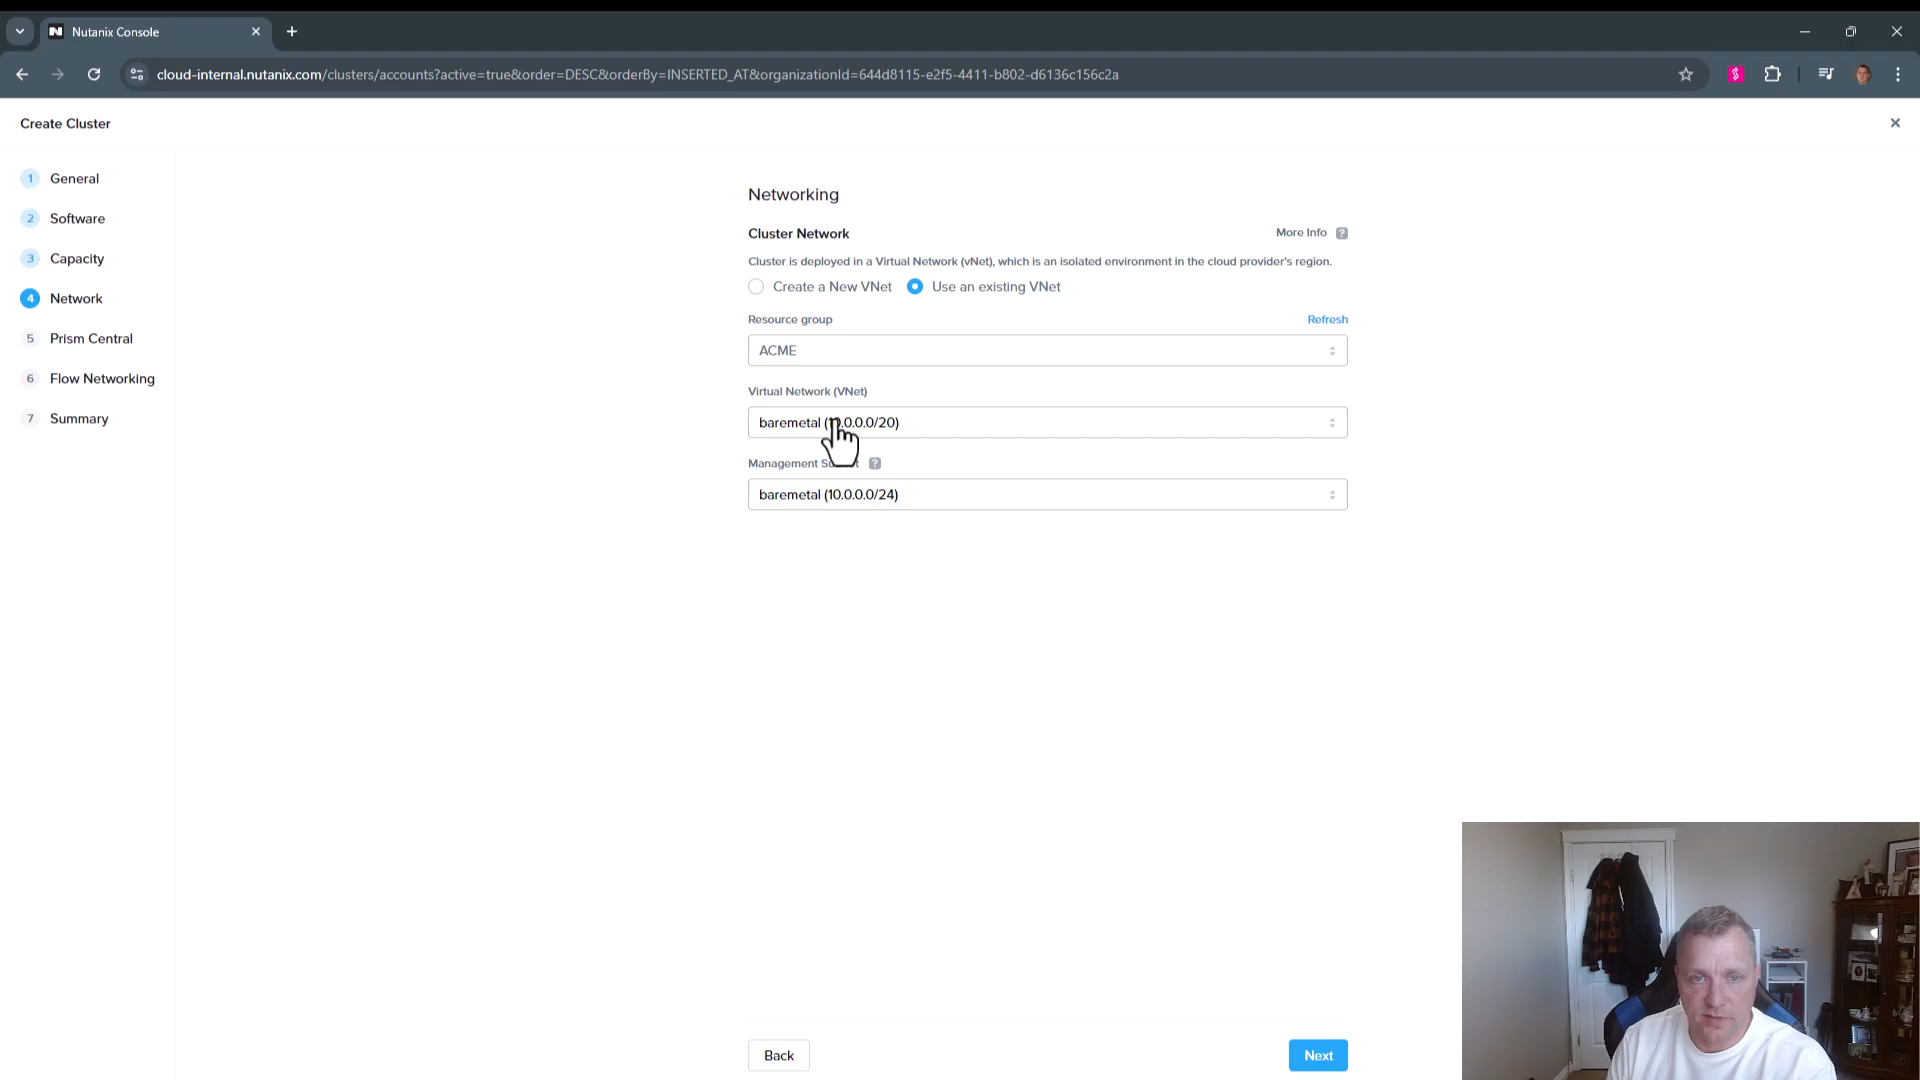 Nutanix Console
cloud-internal.nutanix.com/clusters/accounts?active=true&order=DESC&orderBy=INSERTED_AT&organizationId=644d8115-e2f5-4411-b802-d6136c156c2a
Create Cluster
1 General
2 Software
3 Capacity
4 Network
5 Prism Central
6 Flow Networking
7 Summary
Networking
Cluster Network
More Info ?
Cluster is deployed in a Virtual Network (vNet), which is an isolated environment in the cloud provider's region.
Create a New VNet Use an existing VNet
Resource group
Refresh
ACME
Virtual Network (VNet)
baremetal (10.0.0.0/20)
Management ?
baremetal (10.0.0.0/24)
Back
Next